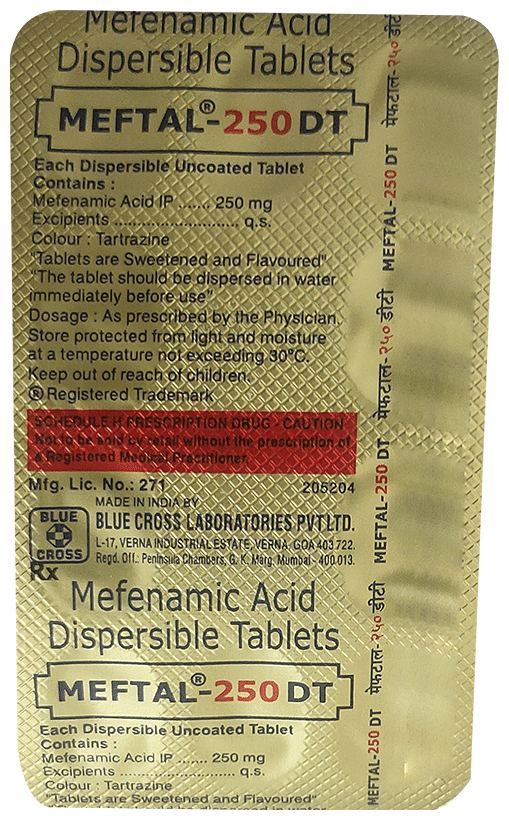 Mefenamic Acid
Dispersible Tablets
MEFTAL®-250 DT
Each Dispersible Uncoated Tablet
Contains :
Mefenamic Acid IP ....... 250 mg
Excipients .......................... q.s.
Colour : Tartrazine
"Tablets are Sweetened and Flavoured"
"The tablet should be dispersed in water
immediately before use"
Dosage : As prescribed by the Physician.
Store protected from light and moisture
at a temperature not exceeding 30°C.
Keep out of reach of children.
® Registered Trademark
SCHEDULE H PRESCRIPTION DRUG - CAUTION
Not to be sold by retail without the prescription of
a Registered Medical Practitioner.
Mfg. Lic. No.: 271 205204
MADE IN INDIA BY
BLUE CROSS LABORATORIES PVT LTD.
L-17, VERNA INDUSTRIAL ESTATE, VERNA, GOA 403 722.
Regd. Off.: Peninsula Chambers, G. K. Marg, Mumbai - 400 013.
BLUE
CROSS
Rx
Mefenamic Acid
Dispersible Tablets
MEFTAL®-250 DT
Each Dispersible Uncoated Tablet
Contains :
Mefenamic Acid IP ....... 250 mg
Excipients .......................... q.s.
Colour : Tartrazine
"Tablets are Sweetened and Flavoured"
MEFTAL-250 DT मेफटाल-२५० डीटी MEFTAL-250 DT मेफटाल-२५० डीटी MEFTAL-250 DT मेफटाल-२५० डीटी